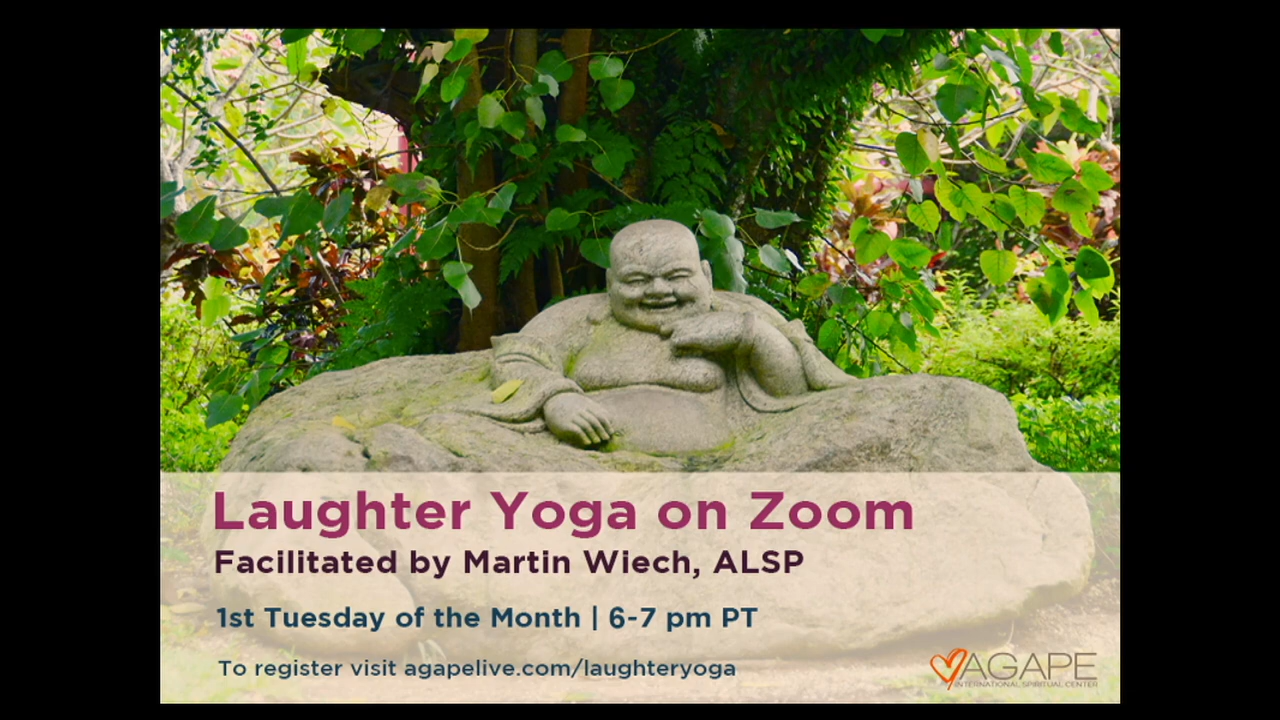 Laughter Yoga on Zoom
Facilitated by Martin Wiech, ALSP
1st Tuesday of the Month | 6-7 pm PT
To register visit agapelive.com/laughteryoga
AGAPE
INTERNATIONAL SPIRITUAL CENTER